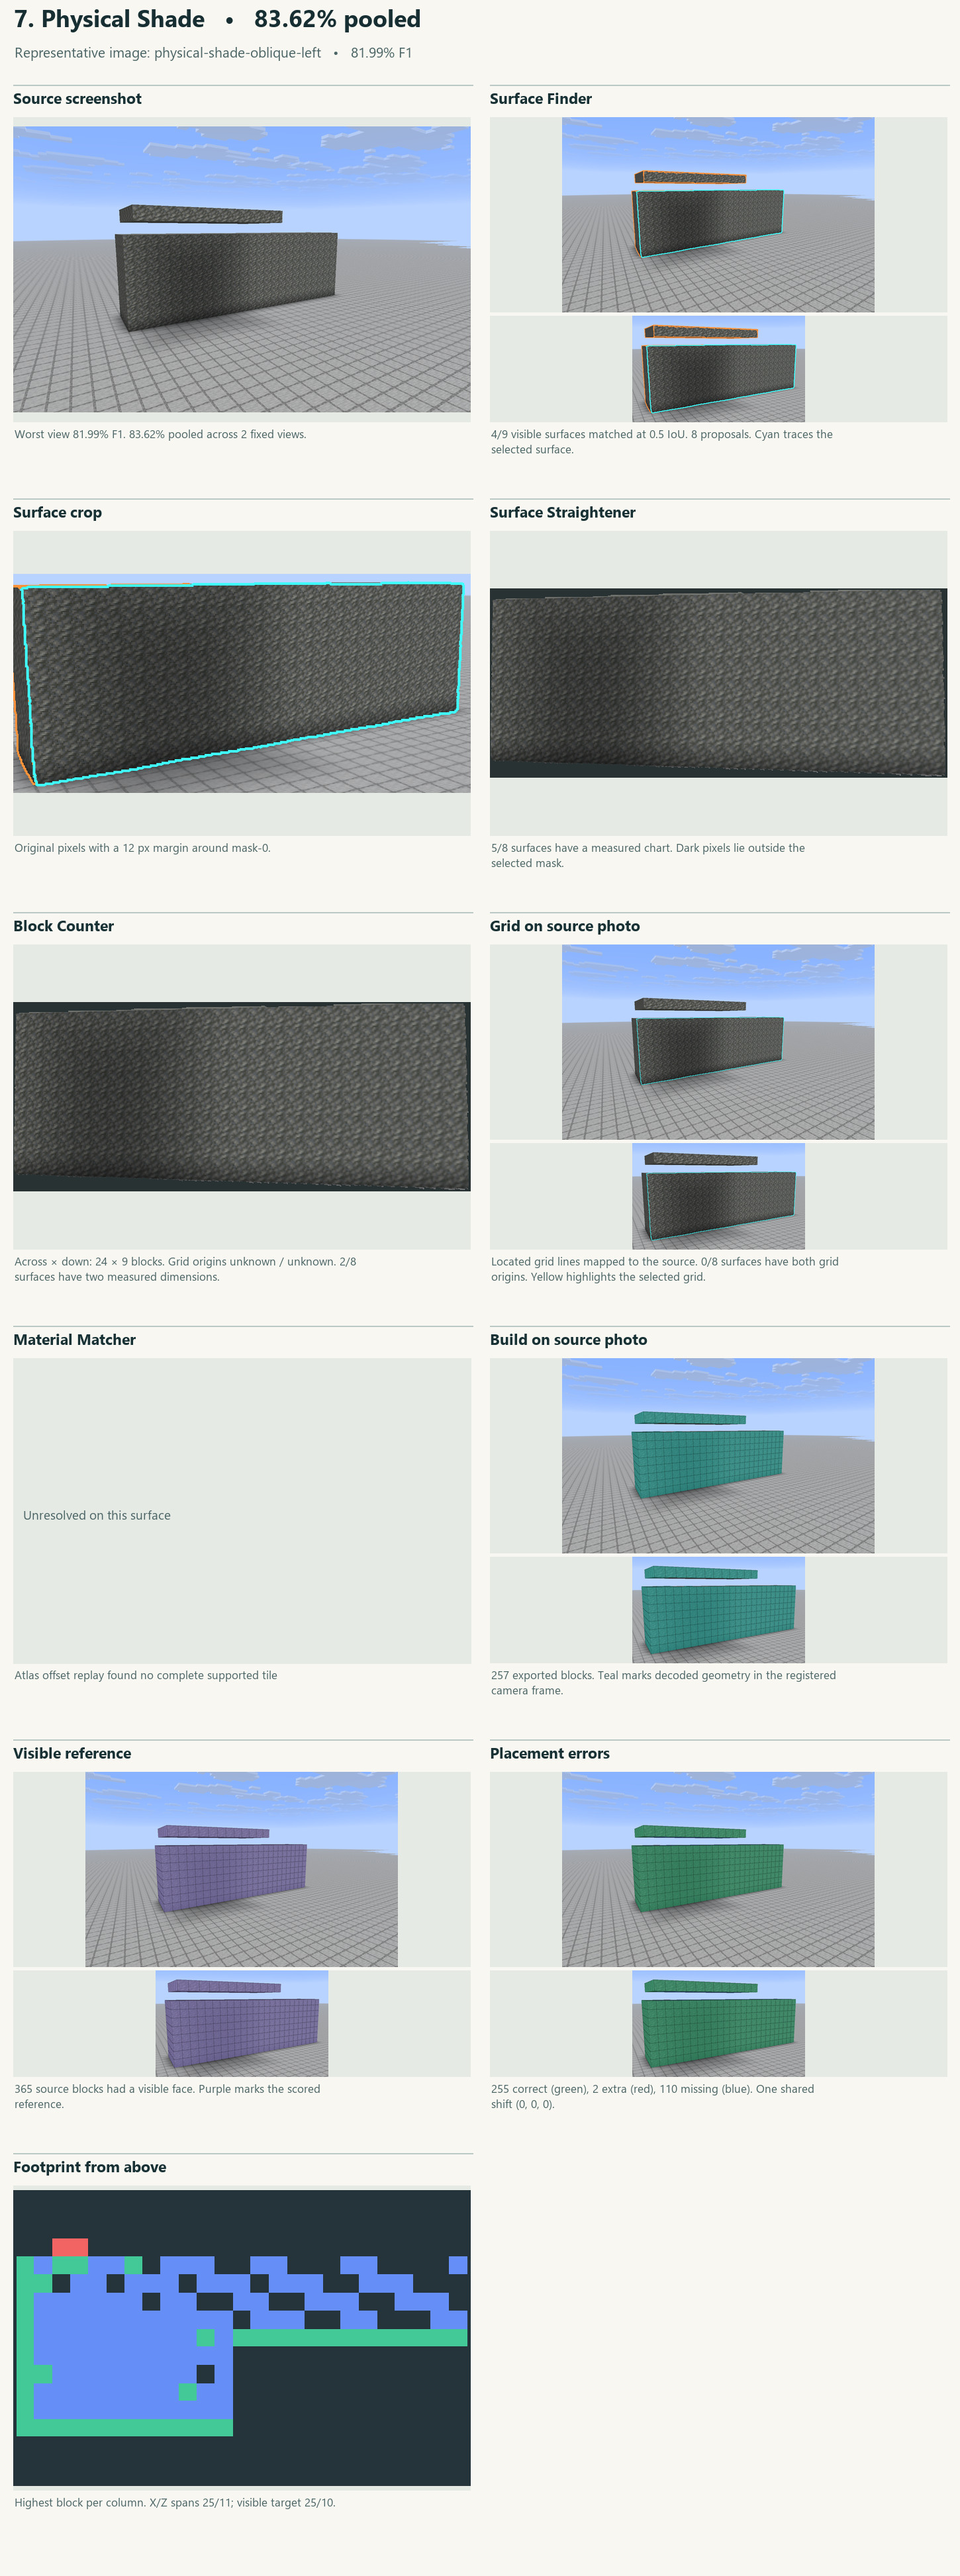 7. Physical Shade • 83.62% pooled
Representative image: physical-shade-oblique-left • 81.99% F1
Source screenshot
Surface Finder
Worst view 81.99% F1. 83.62% pooled across 2 fixed views.
4/9 visible surfaces matched at 0.5 IoU. 8 proposals. Cyan traces the
selected surface.
Surface crop
Surface Straightener
Original pixels with a 12 px margin around mask-0.
5/8 surfaces have a measured chart. Dark pixels lie outside the
selected mask.
Block Counter
Grid on source photo
Across × down: 24 × 9 blocks. Grid origins unknown / unknown. 2/8
surfaces have two measured dimensions.
Located grid lines mapped to the source. 0/8 surfaces have both grid
origins. Yellow highlights the selected grid.
Material Matcher
Build on source photo
Unresolved on this surface
Atlas offset replay found no complete supported tile
257 exported blocks. Teal marks decoded geometry in the registered
camera frame.
Visible reference
Placement errors
365 source blocks had a visible face. Purple marks the scored
reference.
255 correct (green), 2 extra (red), 110 missing (blue). One shared
shift (0, 0, 0).
Footprint from above
Highest block per column. X/Z spans 25/11; visible target 25/10.